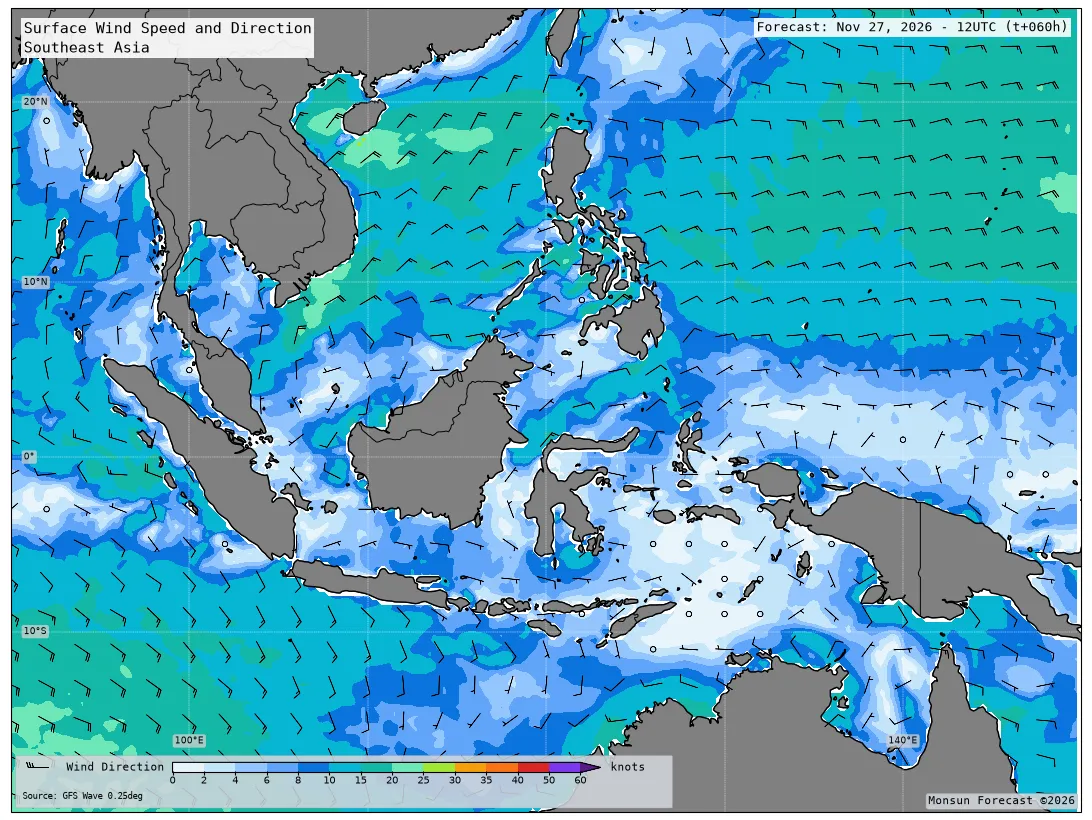 Surface Wind Speed and Direction
Southeast Asia
Forecast: Nov 27, 2026 - 12UTC (t+060h)
20°N
10°N
0°
10°S
100°E
140°E
Wind Direction
knots
0 2 4 6 8 10 15 20 25 30 35 40 50 60
Source: GFS Wave 0.25deg
Monsun Forecast ©2026